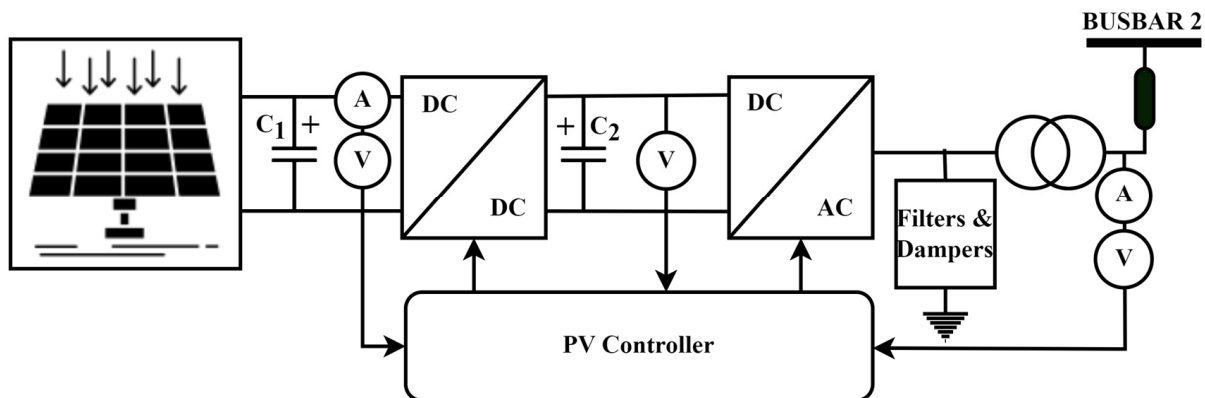 BUSBAR 2
A
DC
DC
C1 +
+ C2
V
V
A
DC
AC
Filters &
Dampers
V
PV Controller